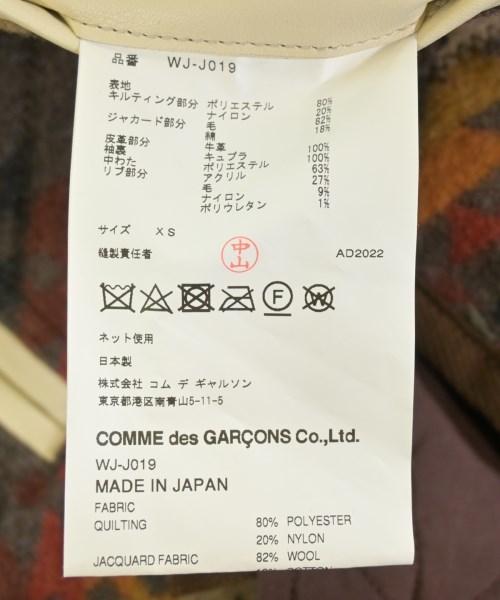 品番 WJ-J019
表地
キルティング部分 ポリエステル 80%
ナイロン 20%
ジャカード部分 毛 82%
綿 18%
皮革部分 牛革 100%
袖裏 キュプラ 100%
中わた ポリエステル 63%
リブ部分 アクリル 27%
毛 9%
ナイロン
ポリウレタン 1%
サイズ XS
縫製責任者 中山 AD2022
F
W
ネット使用
日本製
株式会社 コム デ ギャルソン
東京都港区南青山5-11-5
COMME des GARÇONS Co.,Ltd.
WJ-J019
MADE IN JAPAN
FABRIC
QUILTING 80% POLYESTER
20% NYLON
JACQUARD FABRIC 82% WOOL